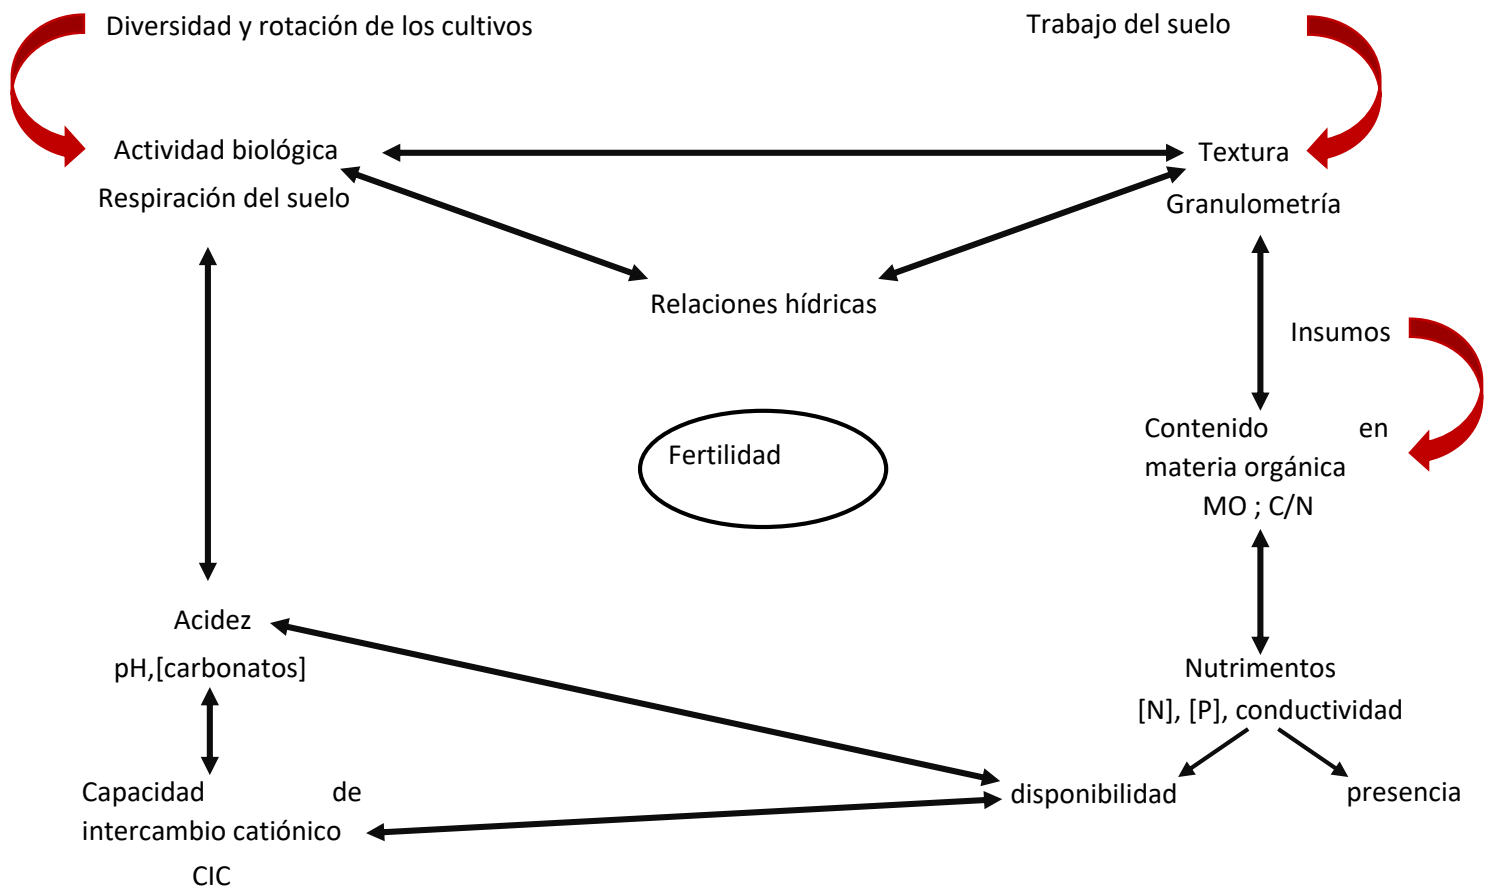 Diversidad y rotación de los cultivos
Trabajo del suelo
Actividad biológica
Textura
Respiración del suelo
Granulometría
Relaciones hídricas
Insumos
Contenido en
materia orgánica
MO ; C/N
Fertilidad
Acidez
pH,[carbonatos]
Nutrimentos
[N], [P], conductividad
disponibilidad
presencia
Capacidad de
intercambio catiónico
CIC